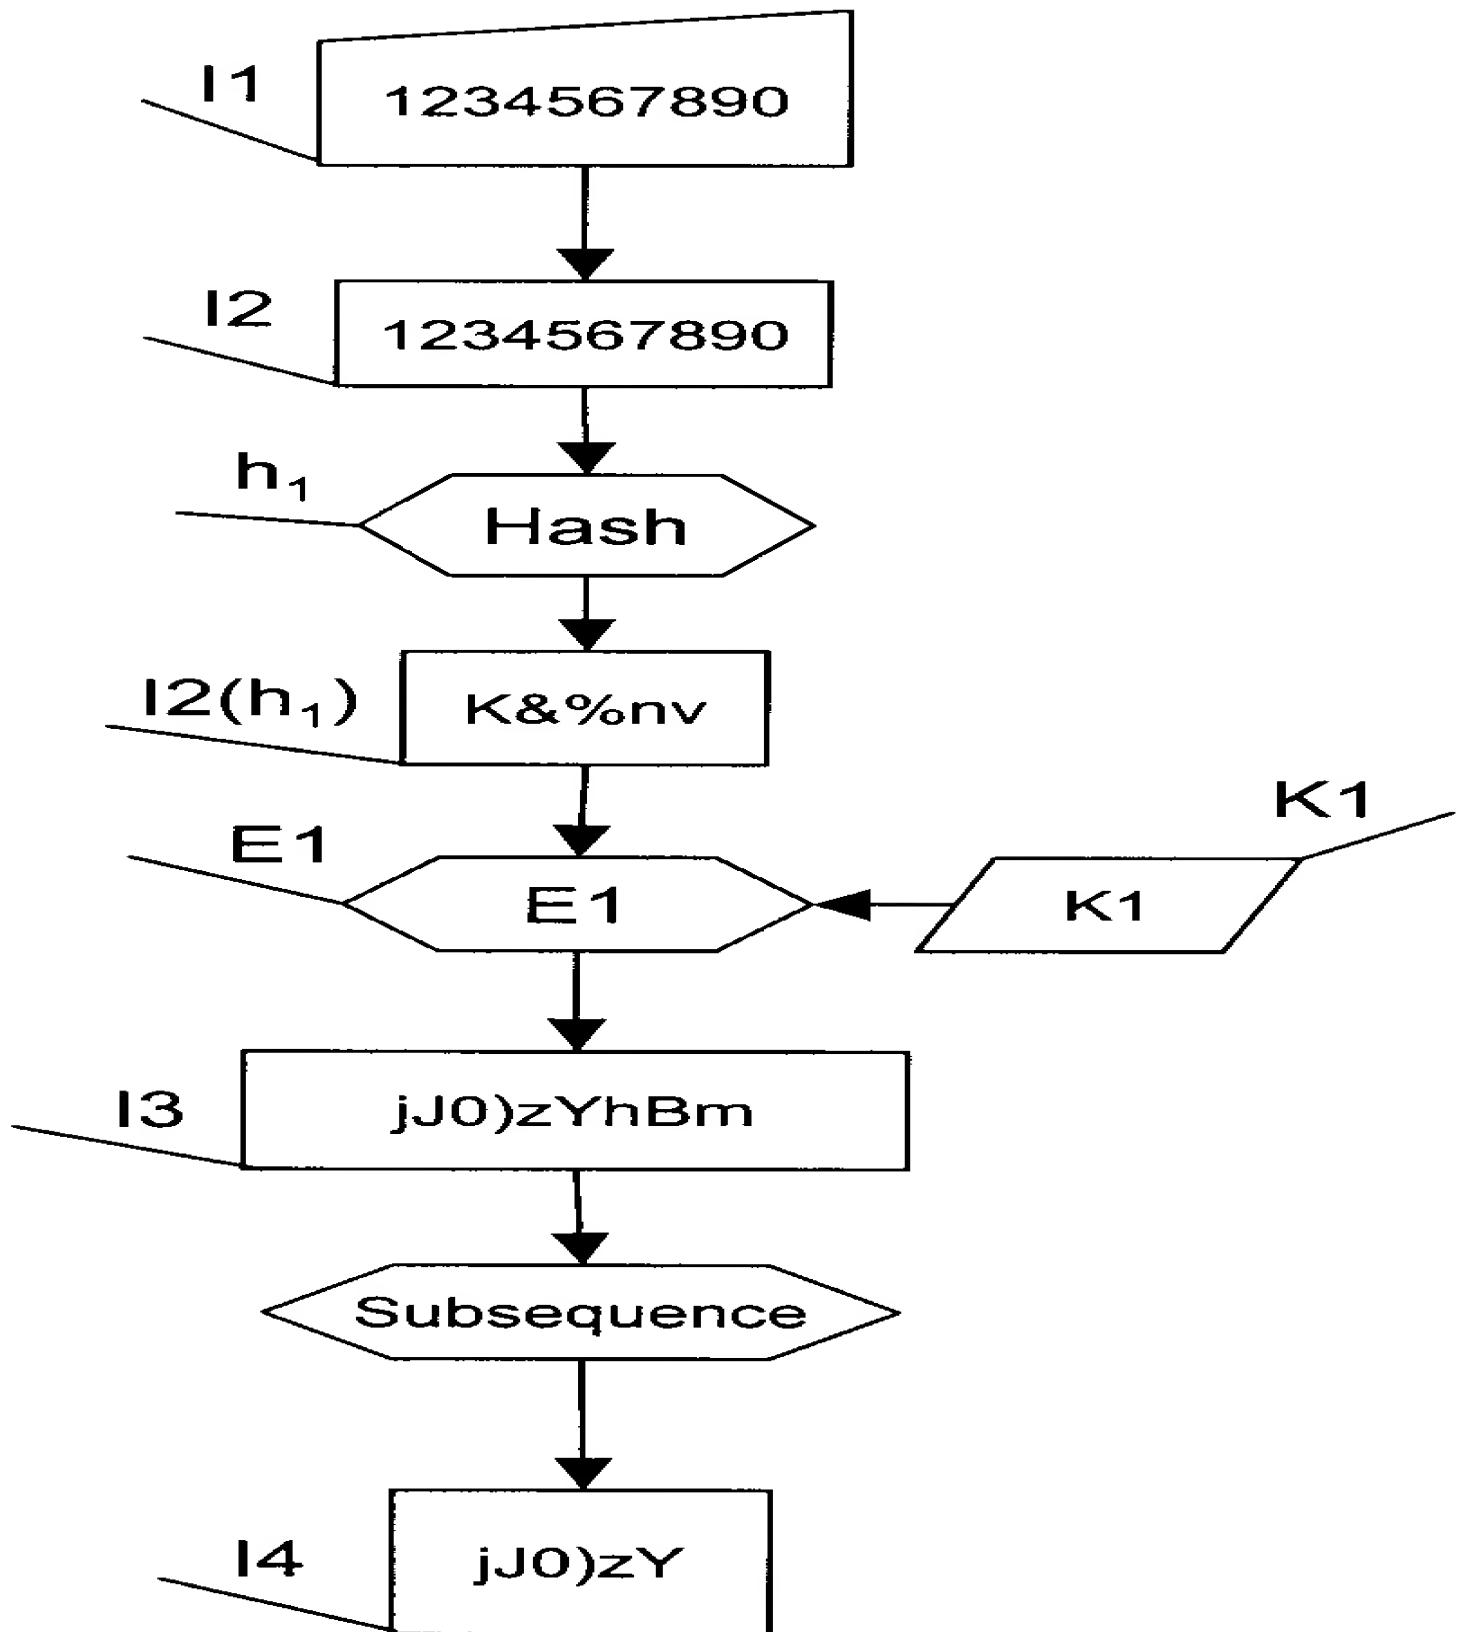 I1
1234567890
I2
1234567890
h₁
Hash
I2(h₁)
K&%nv
K1
E1
E1
K1
I3
jJ0)zYhBm
Subsequence
I4
jJ0)zY